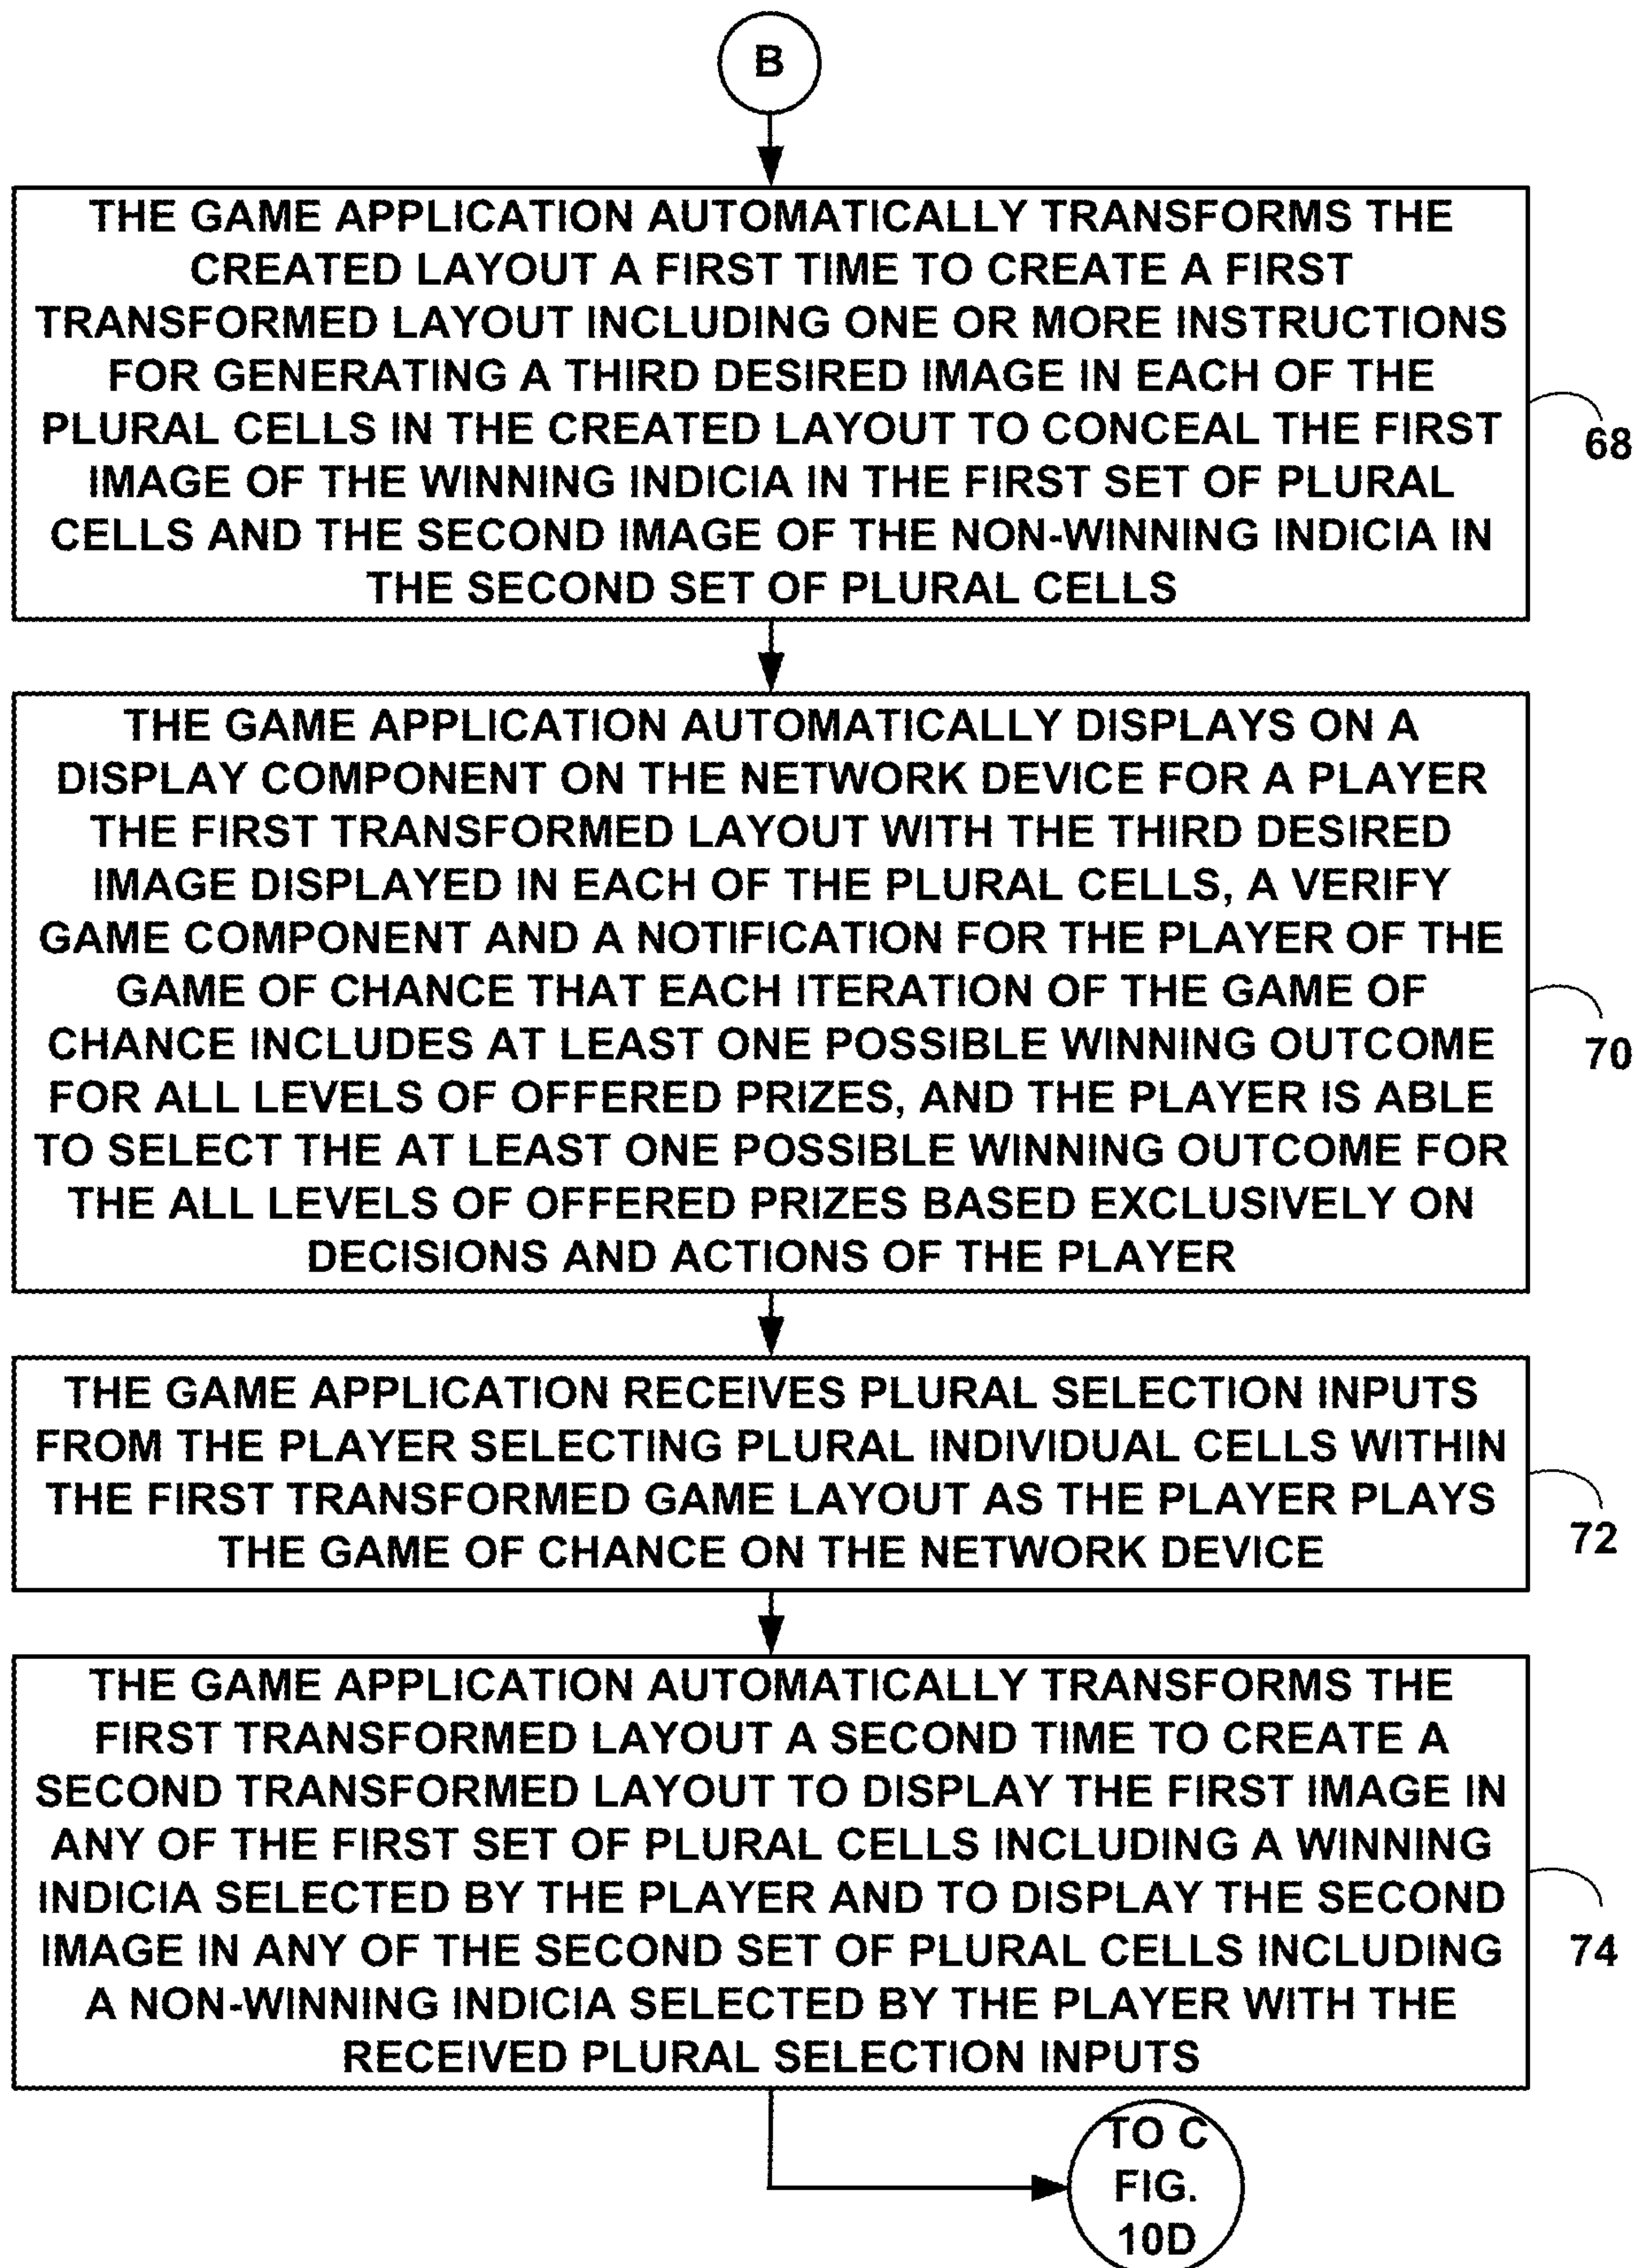 B
THE GAME APPLICATION AUTOMATICALLY TRANSFORMS THE
CREATED LAYOUT A FIRST TIME TO CREATE A FIRST
TRANSFORMED LAYOUT INCLUDING ONE OR MORE INSTRUCTIONS
FOR GENERATING A THIRD DESIRED IMAGE IN EACH OF THE
PLURAL CELLS IN THE CREATED LAYOUT TO CONCEAL THE FIRST
IMAGE OF THE WINNING INDICIA IN THE FIRST SET OF PLURAL
CELLS AND THE SECOND IMAGE OF THE NON-WINNING INDICIA IN
THE SECOND SET OF PLURAL CELLS
68
THE GAME APPLICATION AUTOMATICALLY DISPLAYS ON A
DISPLAY COMPONENT ON THE NETWORK DEVICE FOR A PLAYER
THE FIRST TRANSFORMED LAYOUT WITH THE THIRD DESIRED
IMAGE DISPLAYED IN EACH OF THE PLURAL CELLS, A VERIFY
GAME COMPONENT AND A NOTIFICATION FOR THE PLAYER OF THE
GAME OF CHANCE THAT EACH ITERATION OF THE GAME OF
CHANCE INCLUDES AT LEAST ONE POSSIBLE WINNING OUTCOME
FOR ALL LEVELS OF OFFERED PRIZES, AND THE PLAYER IS ABLE
TO SELECT THE AT LEAST ONE POSSIBLE WINNING OUTCOME FOR
THE ALL LEVELS OF OFFERED PRIZES BASED EXCLUSIVELY ON
DECISIONS AND ACTIONS OF THE PLAYER
70
THE GAME APPLICATION RECEIVES PLURAL SELECTION INPUTS
FROM THE PLAYER SELECTING PLURAL INDIVIDUAL CELLS WITHIN
THE FIRST TRANSFORMED GAME LAYOUT AS THE PLAYER PLAYS
THE GAME OF CHANCE ON THE NETWORK DEVICE
72
THE GAME APPLICATION AUTOMATICALLY TRANSFORMS THE
FIRST TRANSFORMED LAYOUT A SECOND TIME TO CREATE A
SECOND TRANSFORMED LAYOUT TO DISPLAY THE FIRST IMAGE IN
ANY OF THE FIRST SET OF PLURAL CELLS INCLUDING A WINNING
INDICIA SELECTED BY THE PLAYER AND TO DISPLAY THE SECOND
IMAGE IN ANY OF THE SECOND SET OF PLURAL CELLS INCLUDING
A NON-WINNING INDICIA SELECTED BY THE PLAYER WITH THE
RECEIVED PLURAL SELECTION INPUTS
74
TO C
FIG.
10D